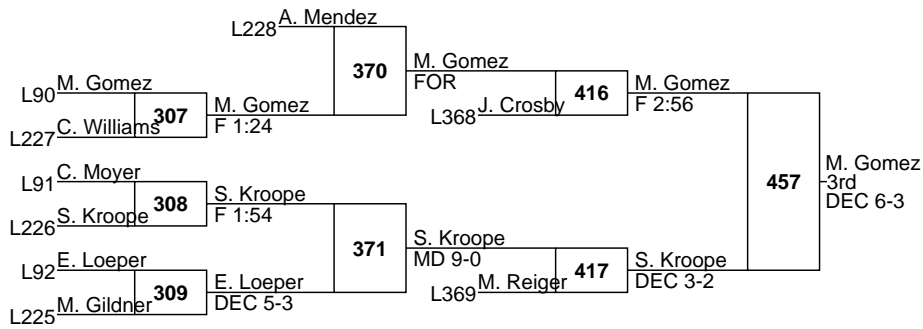 A. Mendez
L228
370
M. Gomez
FOR
M. Gomez
L90
307
M. Gomez
F 1:24
C. Williams
L227
J. Crosby
L368
416
M. Gomez
F 2:56
C. Moyer
L91
308
S. Kroope
F 1:54
S. Kroope
L226
371
S. Kroope
MD 9-0
E. Loeper
L92
309
E. Loeper
DEC 5-3
M. Gildner
L225
M. Reiger
L369
417
S. Kroope
DEC 3-2
457
M. Gomez
3rd
DEC 6-3